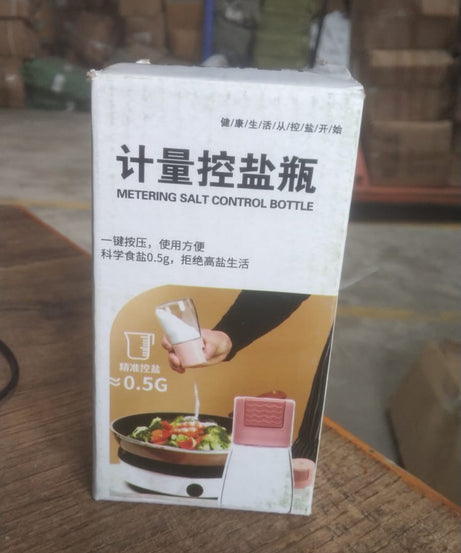 健/康/生/活/从/控/盐/开/始
计量控盐瓶
METERING SALT CONTROL BOTTLE
一键按压，使用方便
科学食盐0.5g，拒绝高盐生活
精准控盐
≈0.5G